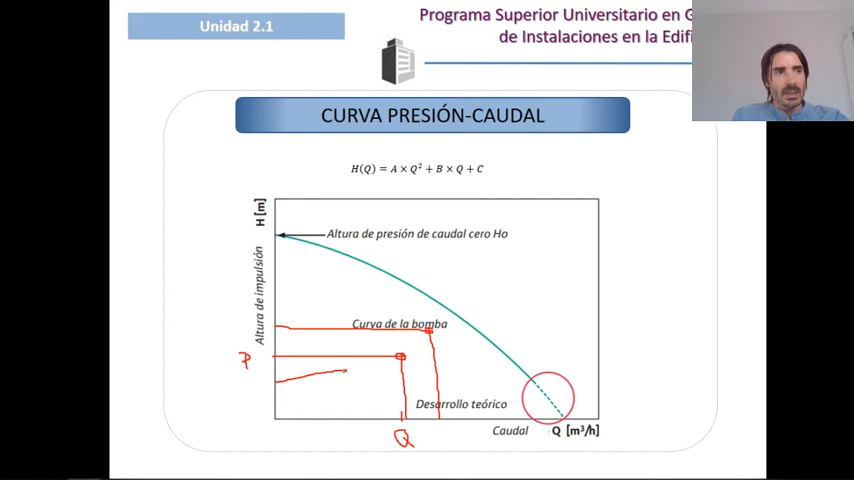 Unidad 2.1
Programa Superior Universitario en G
de Instalaciones en la Edifi
CURVA PRESIÓN-CAUDAL
H(Q) = A × Q² + B × Q + C
H [m]
Altura de presión de caudal cero Ho
Altura de impulsión
Curva de la bomba
P
Desarrollo teórico
Caudal Q [m³/h]
Q